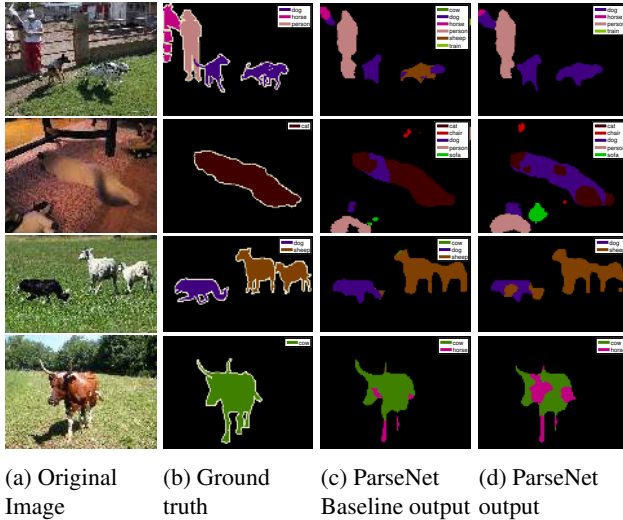 dog
horse
person
cow
dog
horse
person
sheep
train
dog
horse
person
train
cat
cat
chair
dog
person
sofa
cat
chair
dog
person
sofa
dog
sheep
cow
dog
sheep
dog
sheep
cow
cow
horse
cow
horse
(a) Original
Image
(b) Ground
truth
(c) ParseNet
Baseline output
(d) ParseNet
output